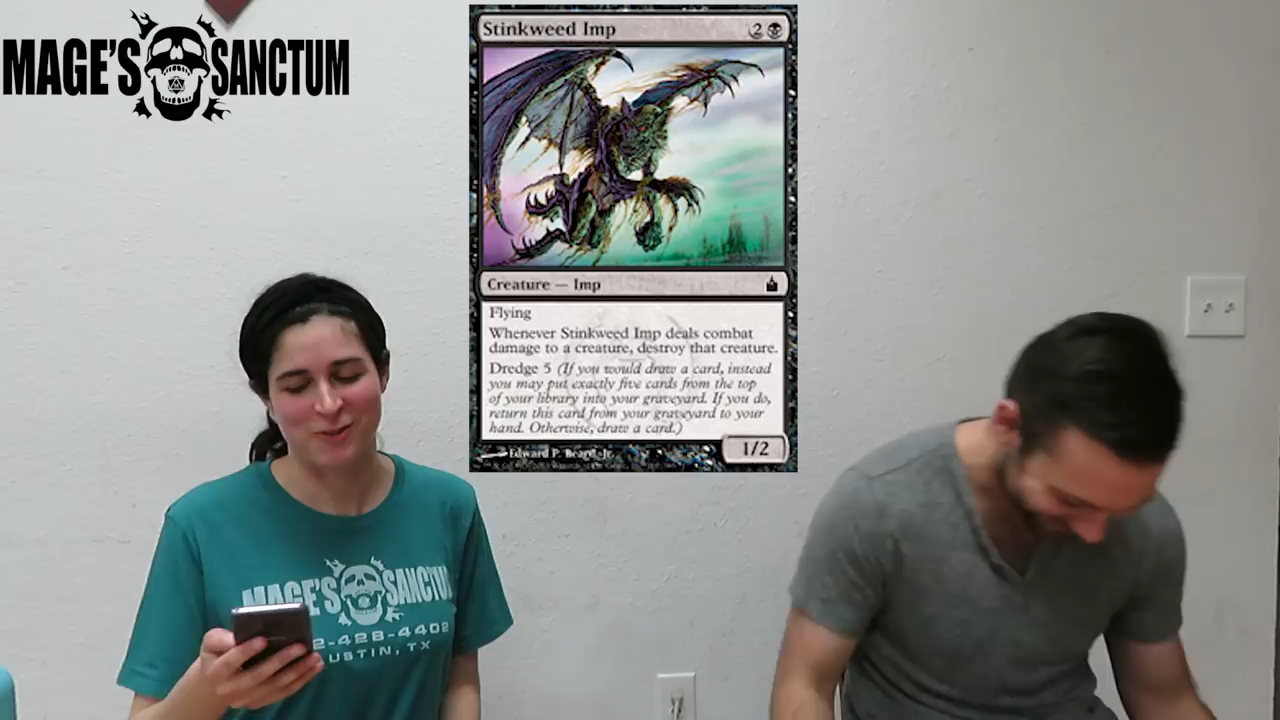 MAGE'S SANCTUM
Stinkweed Imp 2
Creature — Imp
Flying
Whenever Stinkweed Imp deals combat
damage to a creature, destroy that creature.
Dredge 5 (If you would draw a card, instead
you may put exactly five cards from the top
of your library into your graveyard. If you do,
return this card from your graveyard to your
hand. Otherwise, draw a card.)
1/2
Edward P. Beard, Jr.
MAGE'S SANCTUM
2-428-4402
AUSTIN, TX